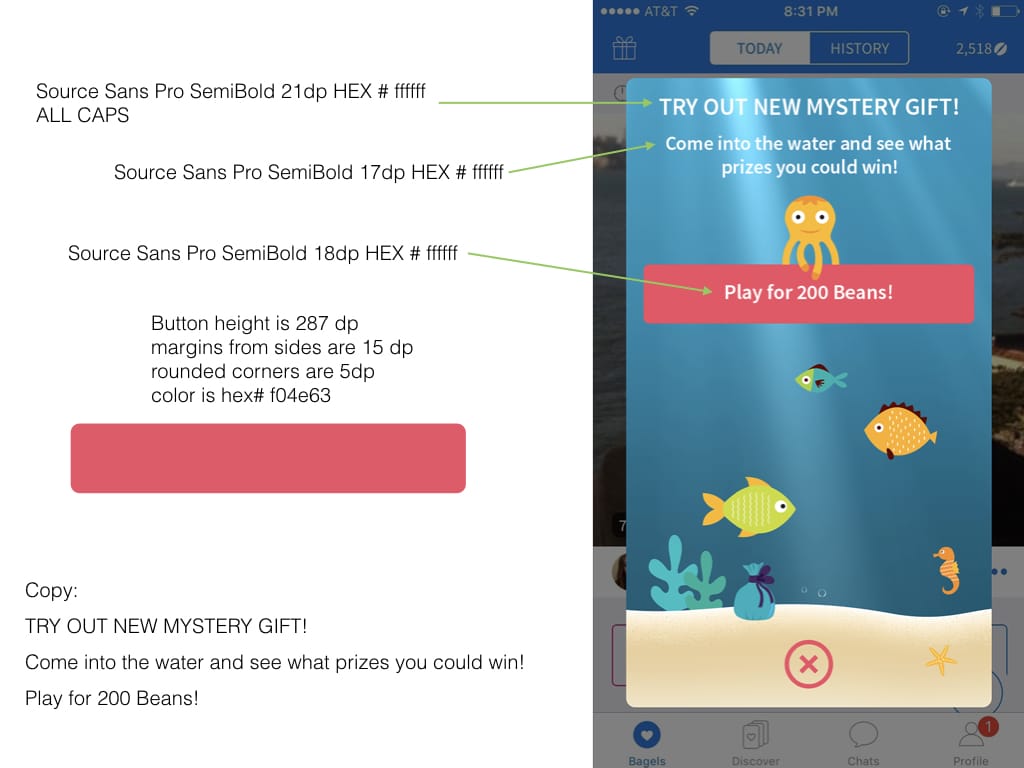 Source Sans Pro SemiBold 21dp HEX # ffffff
ALL CAPS
Source Sans Pro SemiBold 17dp HEX # ffffff
Source Sans Pro SemiBold 18dp HEX # ffffff
Button height is 287 dp
margins from sides are 15 dp
rounded corners are 5dp
color is hex# f04e63
Copy:
TRY OUT NEW MYSTERY GIFT!
Come into the water and see what prizes you could win!
Play for 200 Beans!
AT&T 8:31 PM
TODAY HISTORY 2,518
TRY OUT NEW MYSTERY GIFT!
Come into the water and see what
prizes you could win!
Play for 200 Beans!
7
1
Bagels Discover Chats Profile